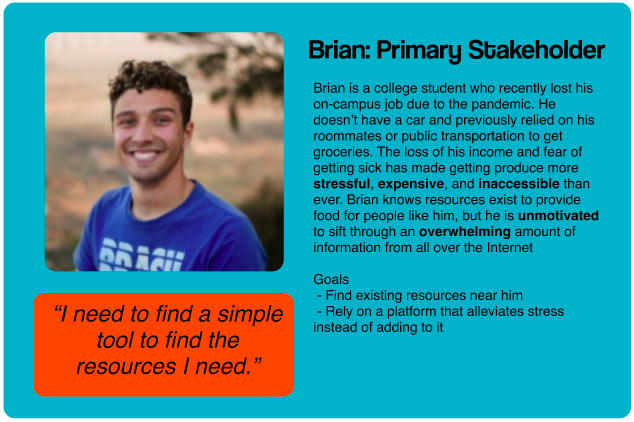 Brian: Primary Stakeholder
Brian is a college student who recently lost his
on-campus job due to the pandemic. He
doesn’t have a car and previously relied on his
roommates or public transportation to get
groceries. The loss of his income and fear of
getting sick has made getting produce more
stressful, expensive, and inaccessible than
ever. Brian knows resources exist to provide
food for people like him, but he is unmotivated
to sift through an overwhelming amount of
information from all over the Internet
Goals
- Find existing resources near him
- Rely on a platform that alleviates stress
instead of adding to it
“I need to find a simple
tool to find the
resources I need.”